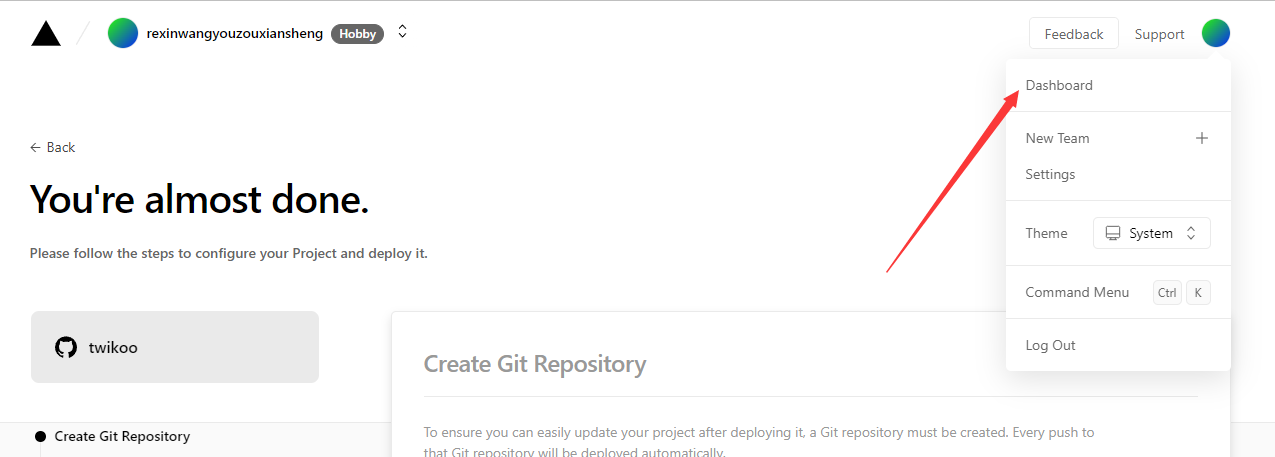 rexinwangyouzouxiansheng Hobby Feedback Support
Dashboard
New Team
Settings
Theme System
Command Menu Ctrl K
Log Out
← Back
You're almost done.
Please follow the steps to configure your Project and deploy it.
twikoo
Create Git Repository
Create Git Repository
To ensure you can easily update your project after deploying it, a Git repository must be created. Every push to
that Git repository will be deployed automatically.